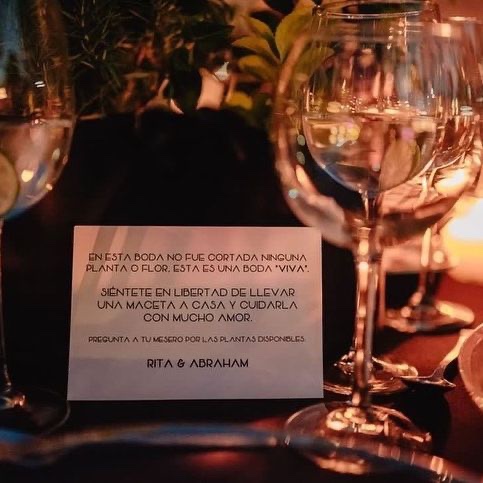 EN ESTA BODA NO FUE CORTADA NINGUNA
PLANTA O FLOR, ESTA ES UNA BODA "VIVA".
SIÉNTETE EN LIBERTAD DE LLEVAR
UNA MACETA A CASA Y CUIDARLA
CON MUCHO AMOR.
PREGUNTA A TU MESERO POR LAS PLANTAS DISPONIBLES.
RITA & ABRAHAM